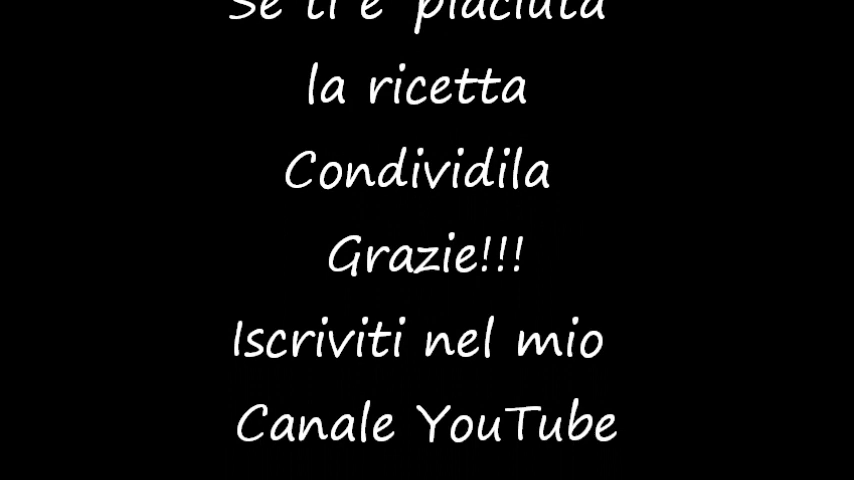 Se ti e' piaciuta
la ricetta
Condividila
Grazie!!!
Iscriviti nel mio
Canale YouTube